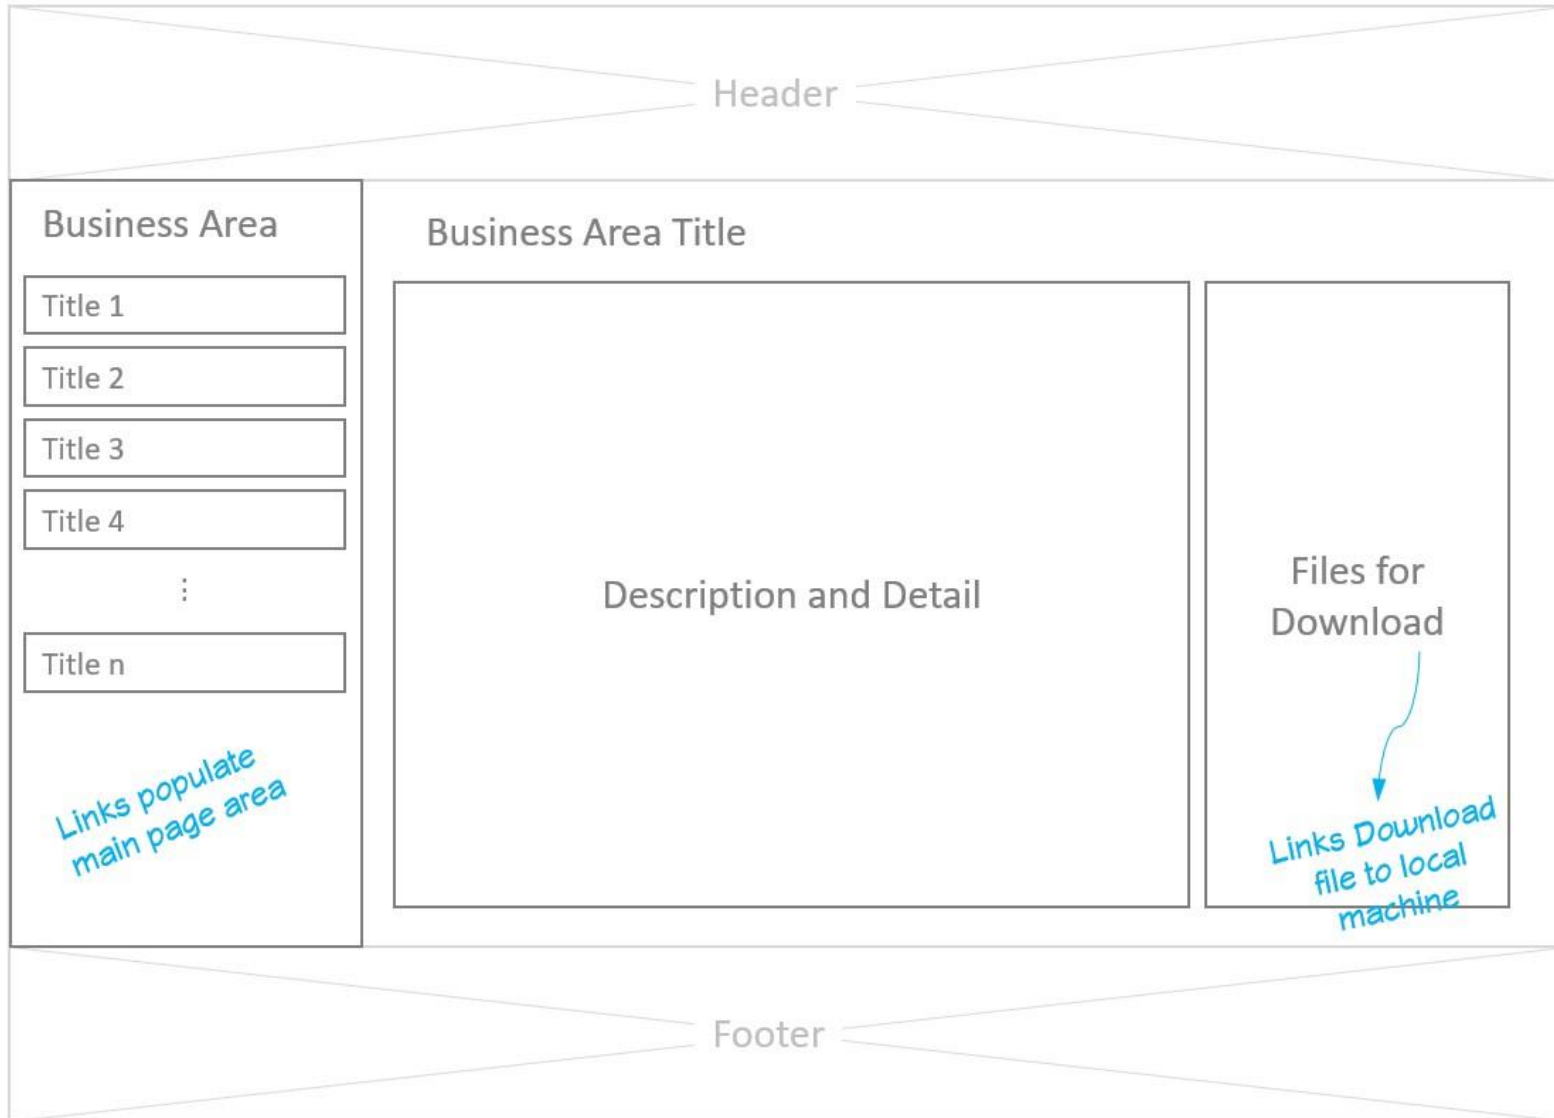 Header
Business Area
Title 1
Title 2
Title 3
Title 4
⋮
Title n
Links populate
main page area
Business Area Title
Description and Detail
Files for
Download
Links Download
file to local
machine
Footer